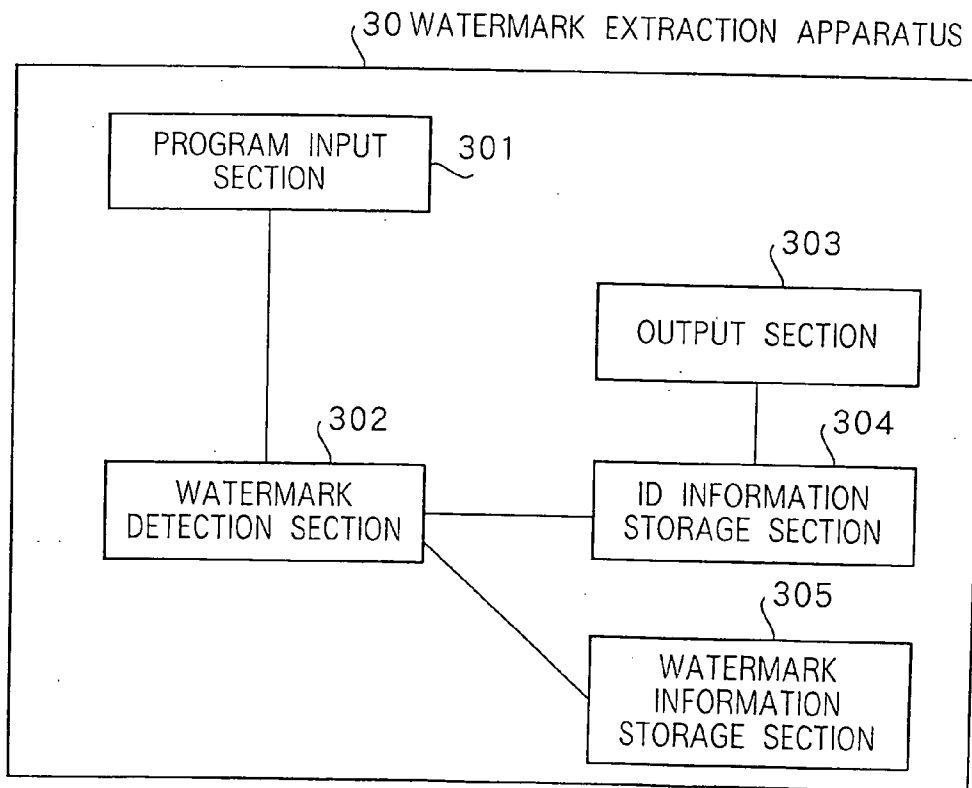 30 WATERMARK EXTRACTION APPARATUS
PROGRAM INPUT
SECTION
301
303
OUTPUT SECTION
302
304
WATERMARK
DETECTION SECTION
ID INFORMATION
STORAGE SECTION
305
WATERMARK
INFORMATION
STORAGE SECTION